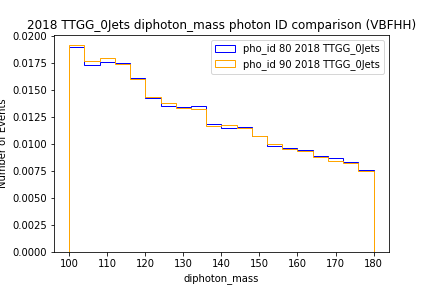 2018 TTGG_0Jets diphoton_mass photon ID comparison (VBFHH)
pho_id 80 2018 TTGG_0Jets
pho_id 90 2018 TTGG_0Jets
Number of Events
0.0200
0.0175
0.0150
0.0125
0.0100
0.0075
0.0050
0.0025
0.0000
100 110 120 130 140 150 160 170 180
diphoton_mass